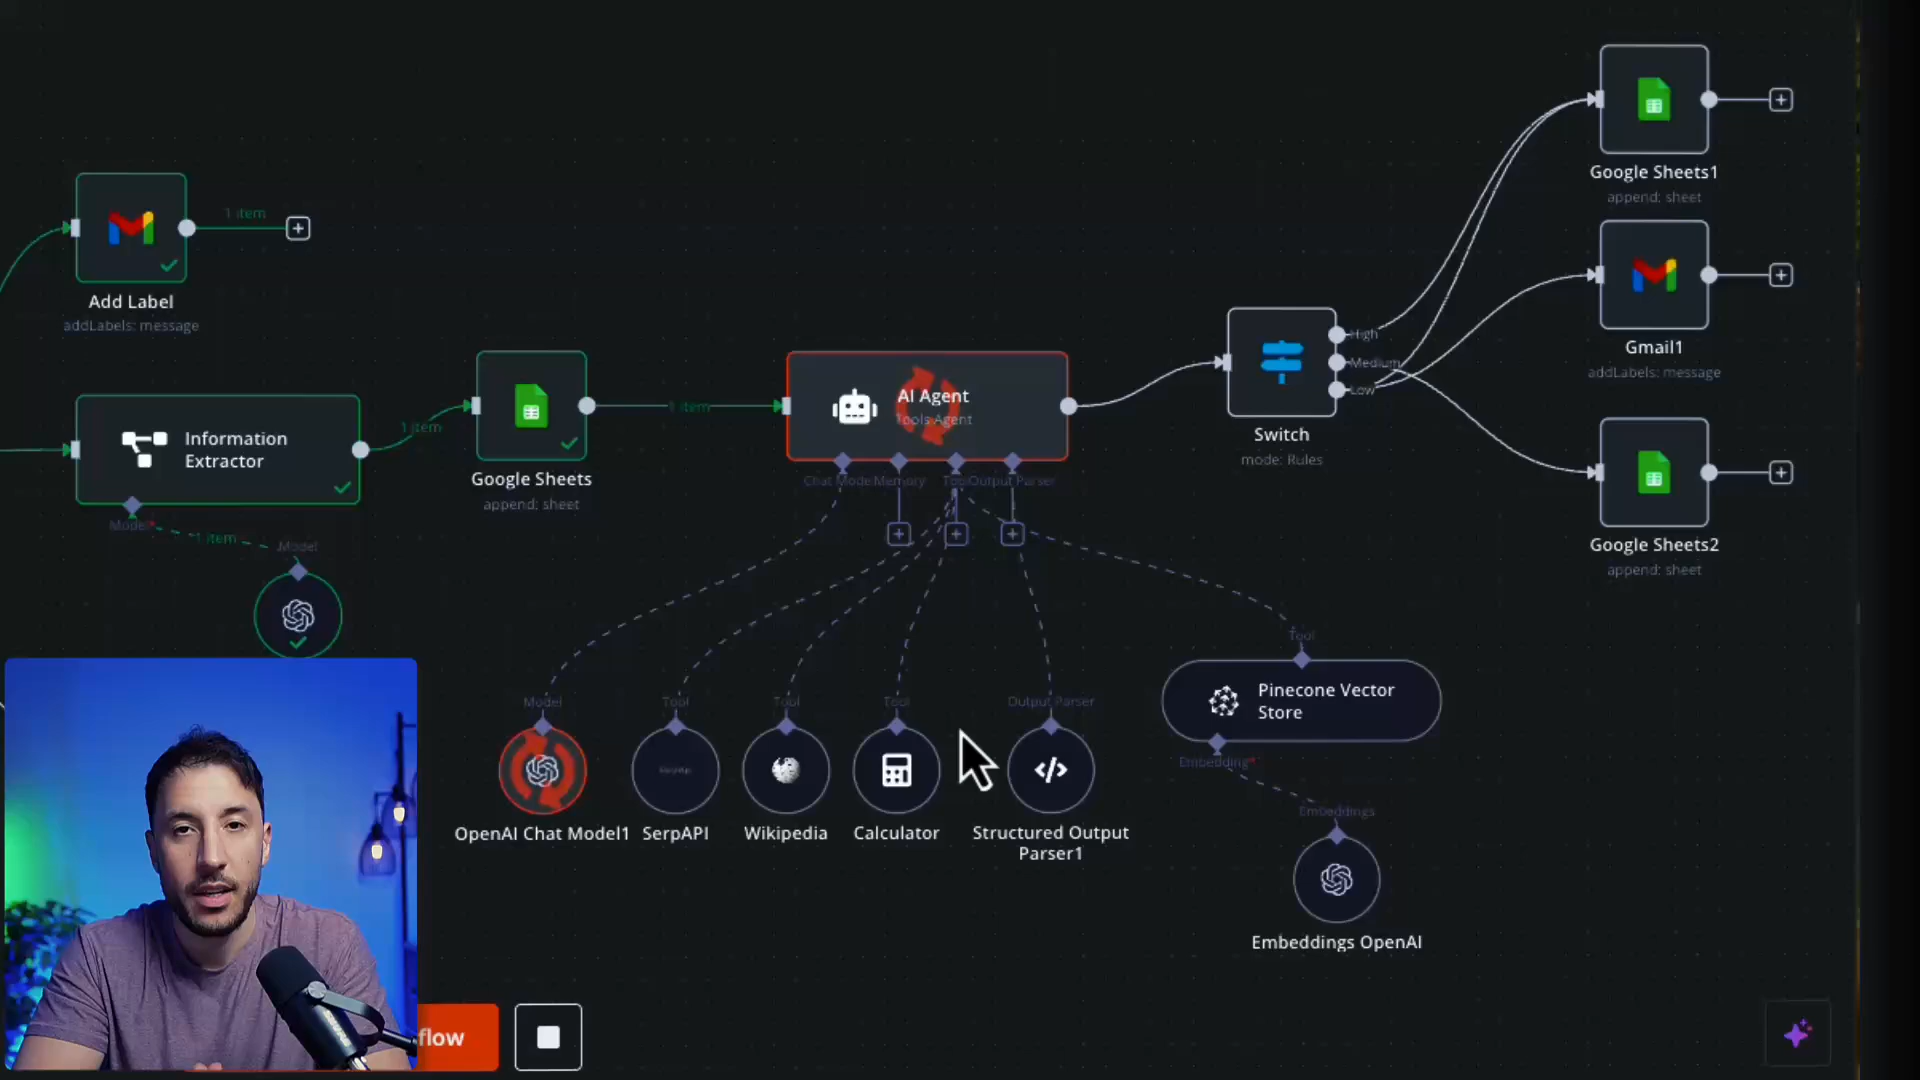 Google Sheets1
append: sheet
1 item
Add Label
addLabels: message
High
Medium
Low
Gmail1
addLabels: message
Switch
mode: Rules
AI Agent
Tools Agent
1 item
1 item
Information
Extractor
Google Sheets
append: sheet
Chat Model
Memory
Tool
Output Parser
Model*
1 item
Model
Google Sheets2
append: sheet
Tool
Pinecone Vector
Store
Embedding*
Model
Tool
Tool
Tool
Output Parser
OpenAI Chat Model1
SerpAPI
Wikipedia
Calculator
Structured Output
Parser1
Embeddings
Embeddings OpenAI
flow